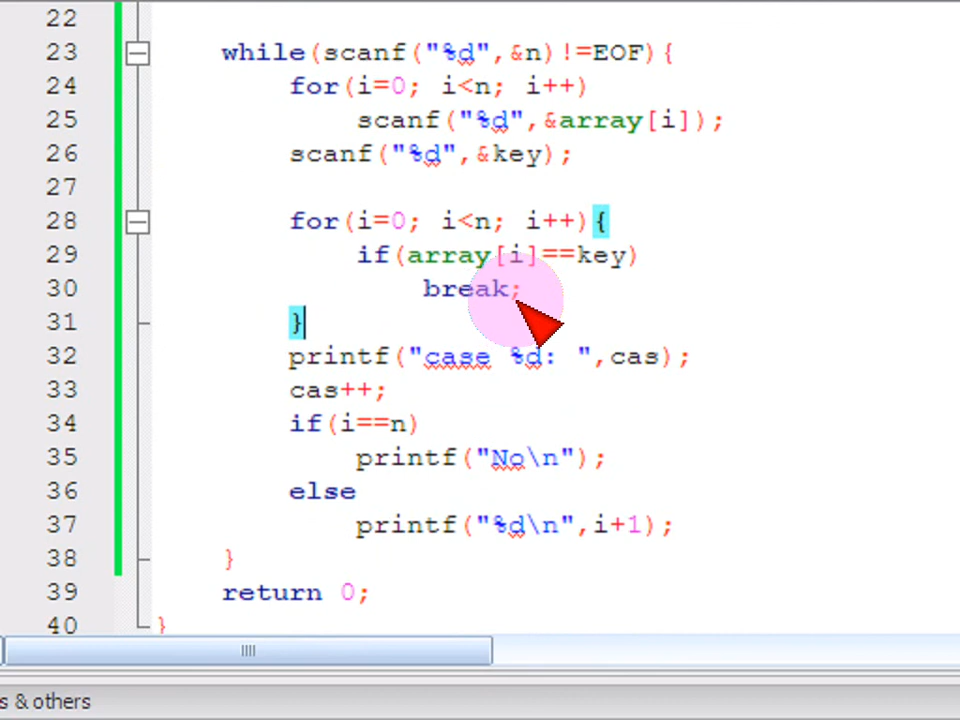 22
23 while(scanf("%d",&n)!=EOF){
24 for(i=0; i<n; i++)
25 scanf("%d",&array[i]);
26 scanf("%d",&key);
27
28 for(i=0; i<n; i++){
29 if(array[i]==key)
30 break;
31 }
32 printf("case %d: ",cas);
33 cas++;
34 if(i==n)
35 printf("No\n");
36 else
37 printf("%d\n",i+1);
38 }
39 return 0;
40 }
s & others